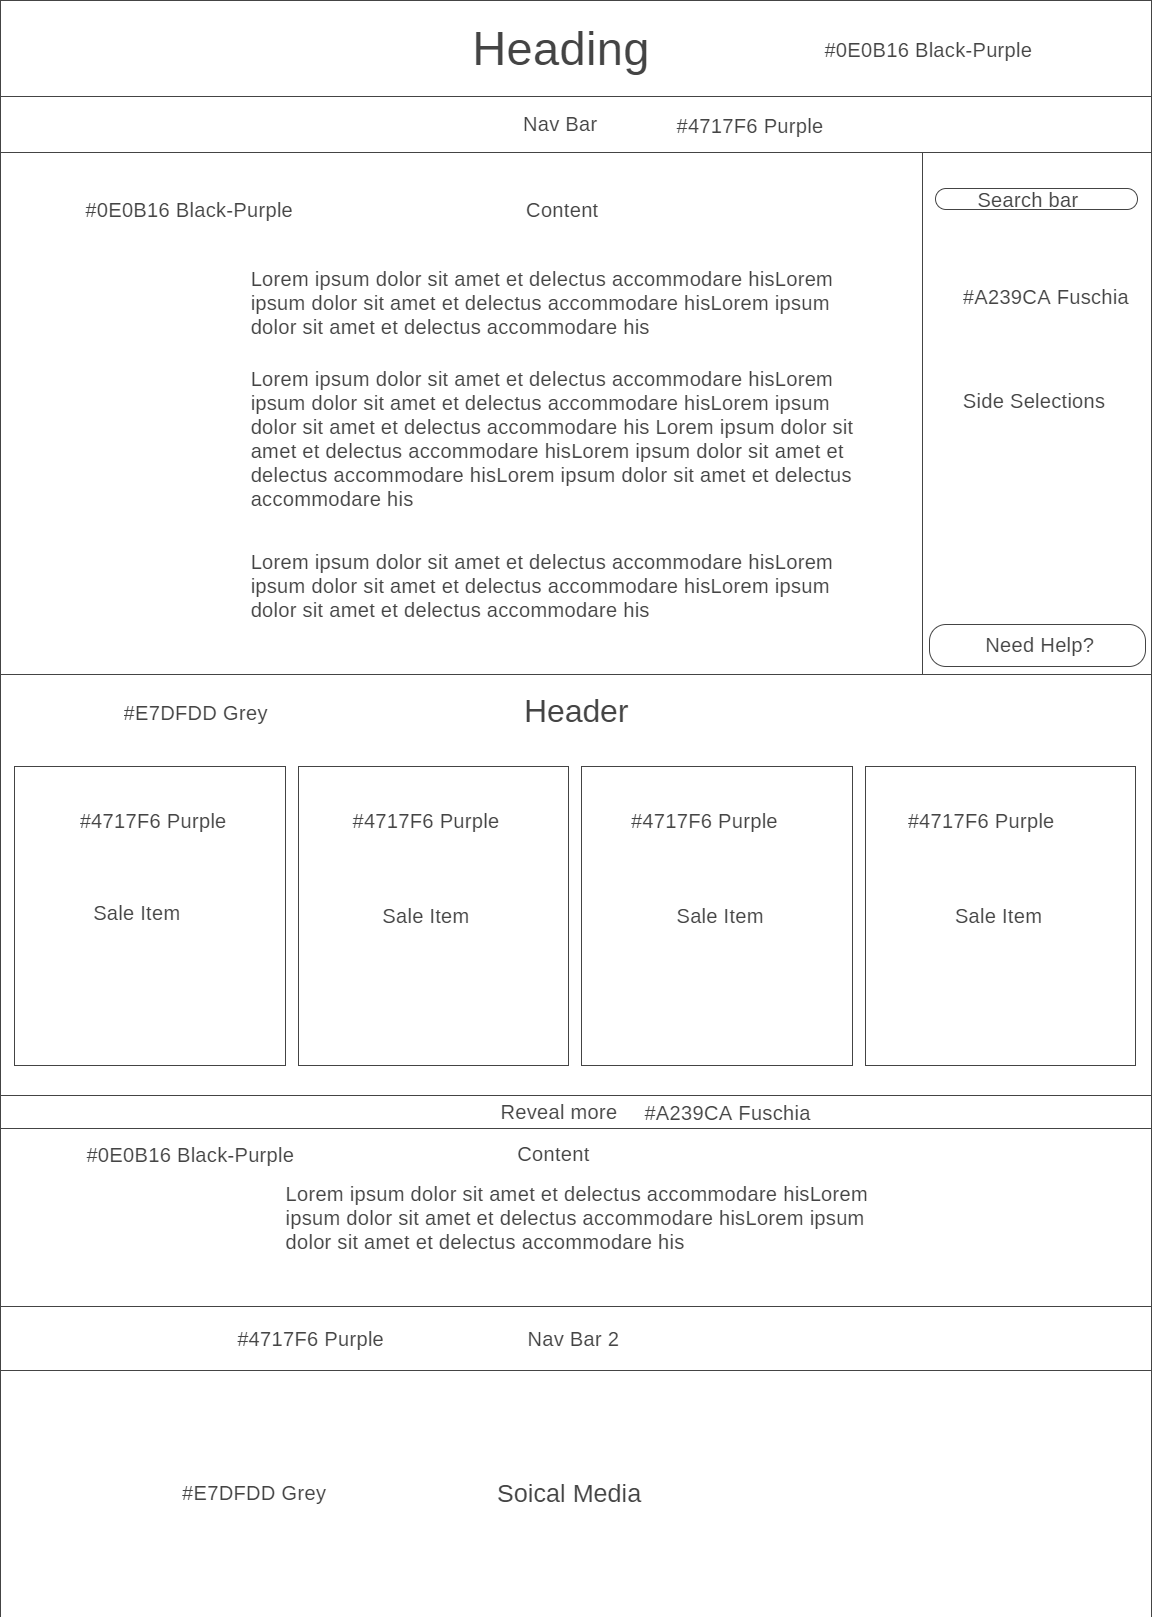 Heading
#0E0B16 Black-Purple
Nav Bar
#4717F6 Purple
#0E0B16 Black-Purple
Content
Lorem ipsum dolor sit amet et delectus accommodare hisLorem
ipsum dolor sit amet et delectus accommodare hisLorem ipsum
dolor sit amet et delectus accommodare his
Lorem ipsum dolor sit amet et delectus accommodare hisLorem
ipsum dolor sit amet et delectus accommodare hisLorem ipsum
dolor sit amet et delectus accommodare his Lorem ipsum dolor sit
amet et delectus accommodare hisLorem ipsum dolor sit amet et
delectus accommodare hisLorem ipsum dolor sit amet et delectus
accommodare his
Lorem ipsum dolor sit amet et delectus accommodare hisLorem
ipsum dolor sit amet et delectus accommodare hisLorem ipsum
dolor sit amet et delectus accommodare his
Search bar
#A239CA Fuschia
Side Selections
Need Help?
#E7DFDD Grey
Header
#4717F6 Purple
Sale Item
#4717F6 Purple
Sale Item
#4717F6 Purple
Sale Item
#4717F6 Purple
Sale Item
Reveal more
#A239CA Fuschia
#0E0B16 Black-Purple
Content
Lorem ipsum dolor sit amet et delectus accommodare hisLorem
ipsum dolor sit amet et delectus accommodare hisLorem ipsum
dolor sit amet et delectus accommodare his
#4717F6 Purple
Nav Bar 2
#E7DFDD Grey
Soical Media